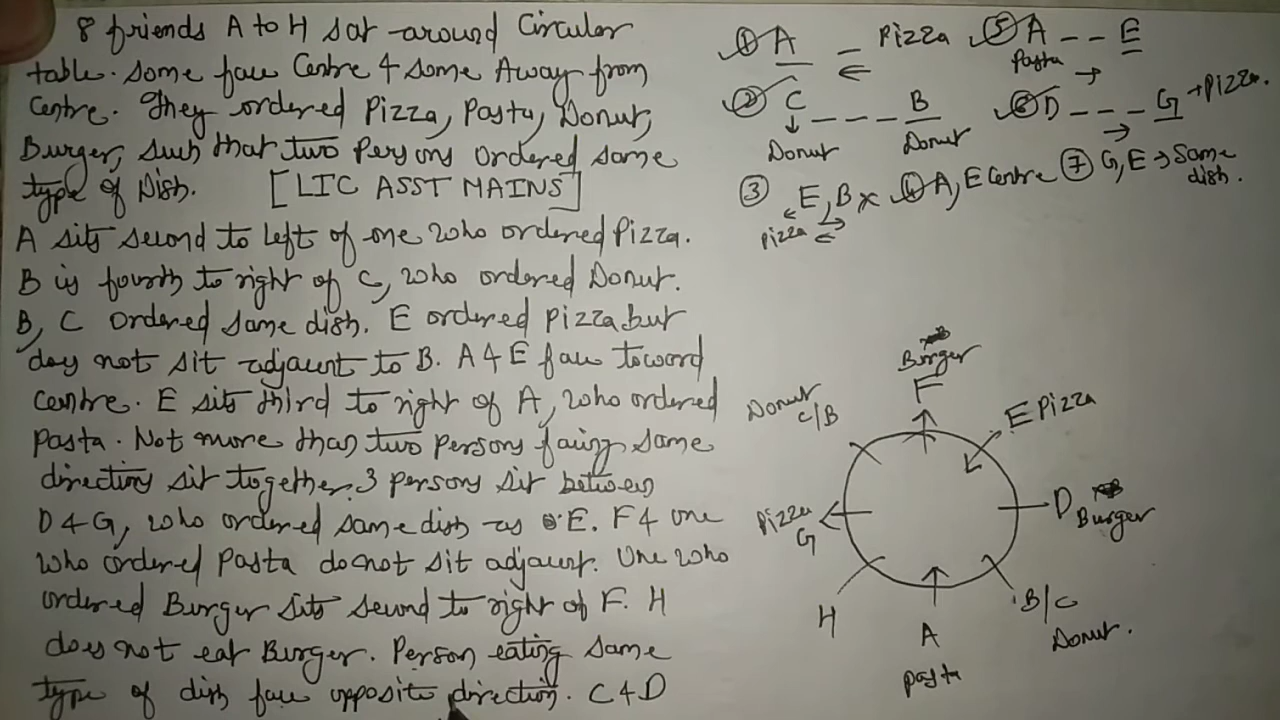 8 friends A to H sat around Circular
table. Some face Centre & some Away from
Centre. They ordered Pizza, Pasta, Donut,
Burger, such that two Persons Ordered same
type of Dish. [LIC ASST MAINS]
A sits second to left of one who ordered Pizza.
B is fourth to right of C, who ordered Donut.
B, C Ordered same dish. E ordered pizza but
does not sit adjacent to B. A & E face toword
Centre. E sits third to right of A, who ordered
pasta. Not more than two persons facing same
directions sit together. 3 persons sit between
D & G, who ordered same dish as E. F & one
who ordered pasta do not sit adjacent. One who
ordered Burger sits second to right of F. H
does not eat Burger. Person eating same
type of dish face opposite direction. C & D
① A _ Pizza
② C _ _ _ B
Donut Donut
③ E, B ×
Pizza
④ A, E Centre
⑤ A _ _ E
Pasta
⑥ D _ _ _ G → Pizza.
⑦ G, E → Same
dish.
Burger
F
E Pizza
D Burger
B/C
Donut.
A
pasta
H
Pizza
G
Donut
C/B